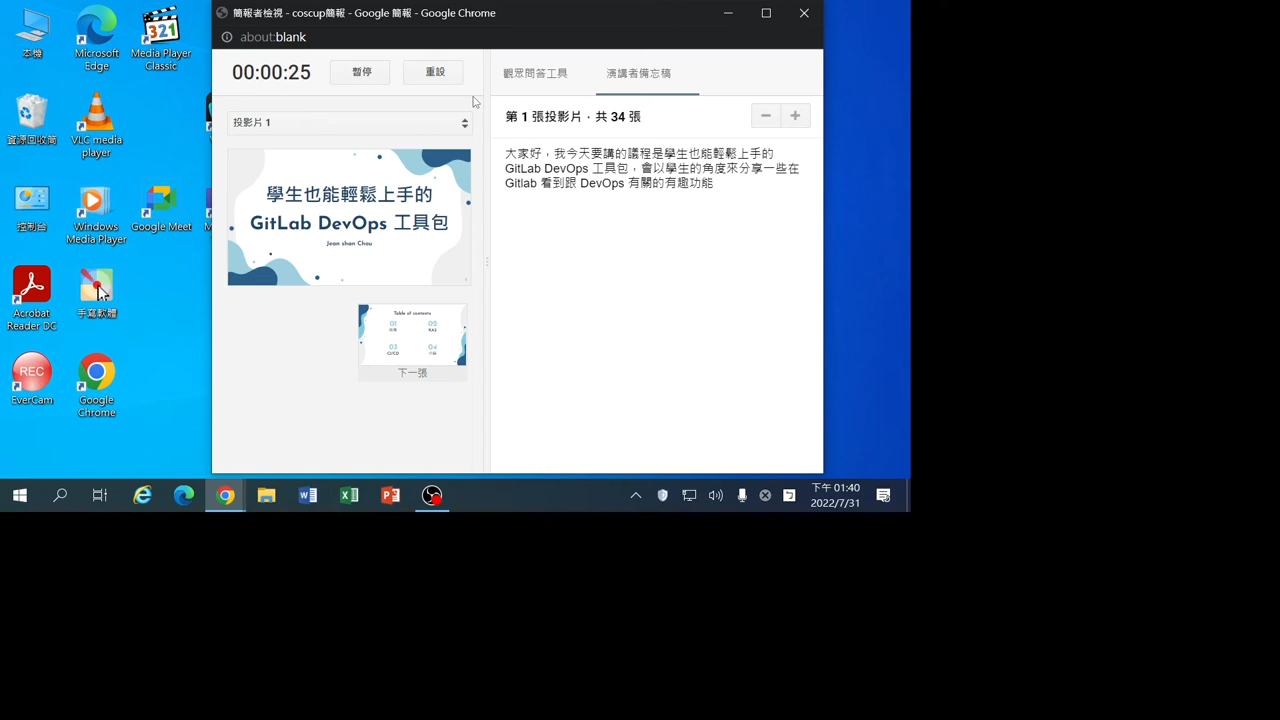 簡報者檢視 - coscup簡報 - Google 簡報 - Google Chrome
about:blank
00:00:25
暫停
重設
觀眾問答工具
演講者備忘稿
投影片 1
第 1 張投影片，共 34 張
大家好，我今天要講的議程是學生也能輕鬆上手的
GitLab DevOps 工具包，會以學生的角度來分享一些在
Gitlab 看到跟 DevOps 有關的有趣功能
學生也能輕鬆上手的
GitLab DevOps 工具包
Jean shan Chou
Table of contents
01
02
03
04
CI/CD
下一張
本機
Microsoft
Edge
Media Player
Classic
資源回收筒
VLC media
player
控制台
Windows
Media Player
Google Meet
Acrobat
Reader DC
手寫軟體
REC
EverCam
Google
Chrome
下午 01:40
2022/7/31